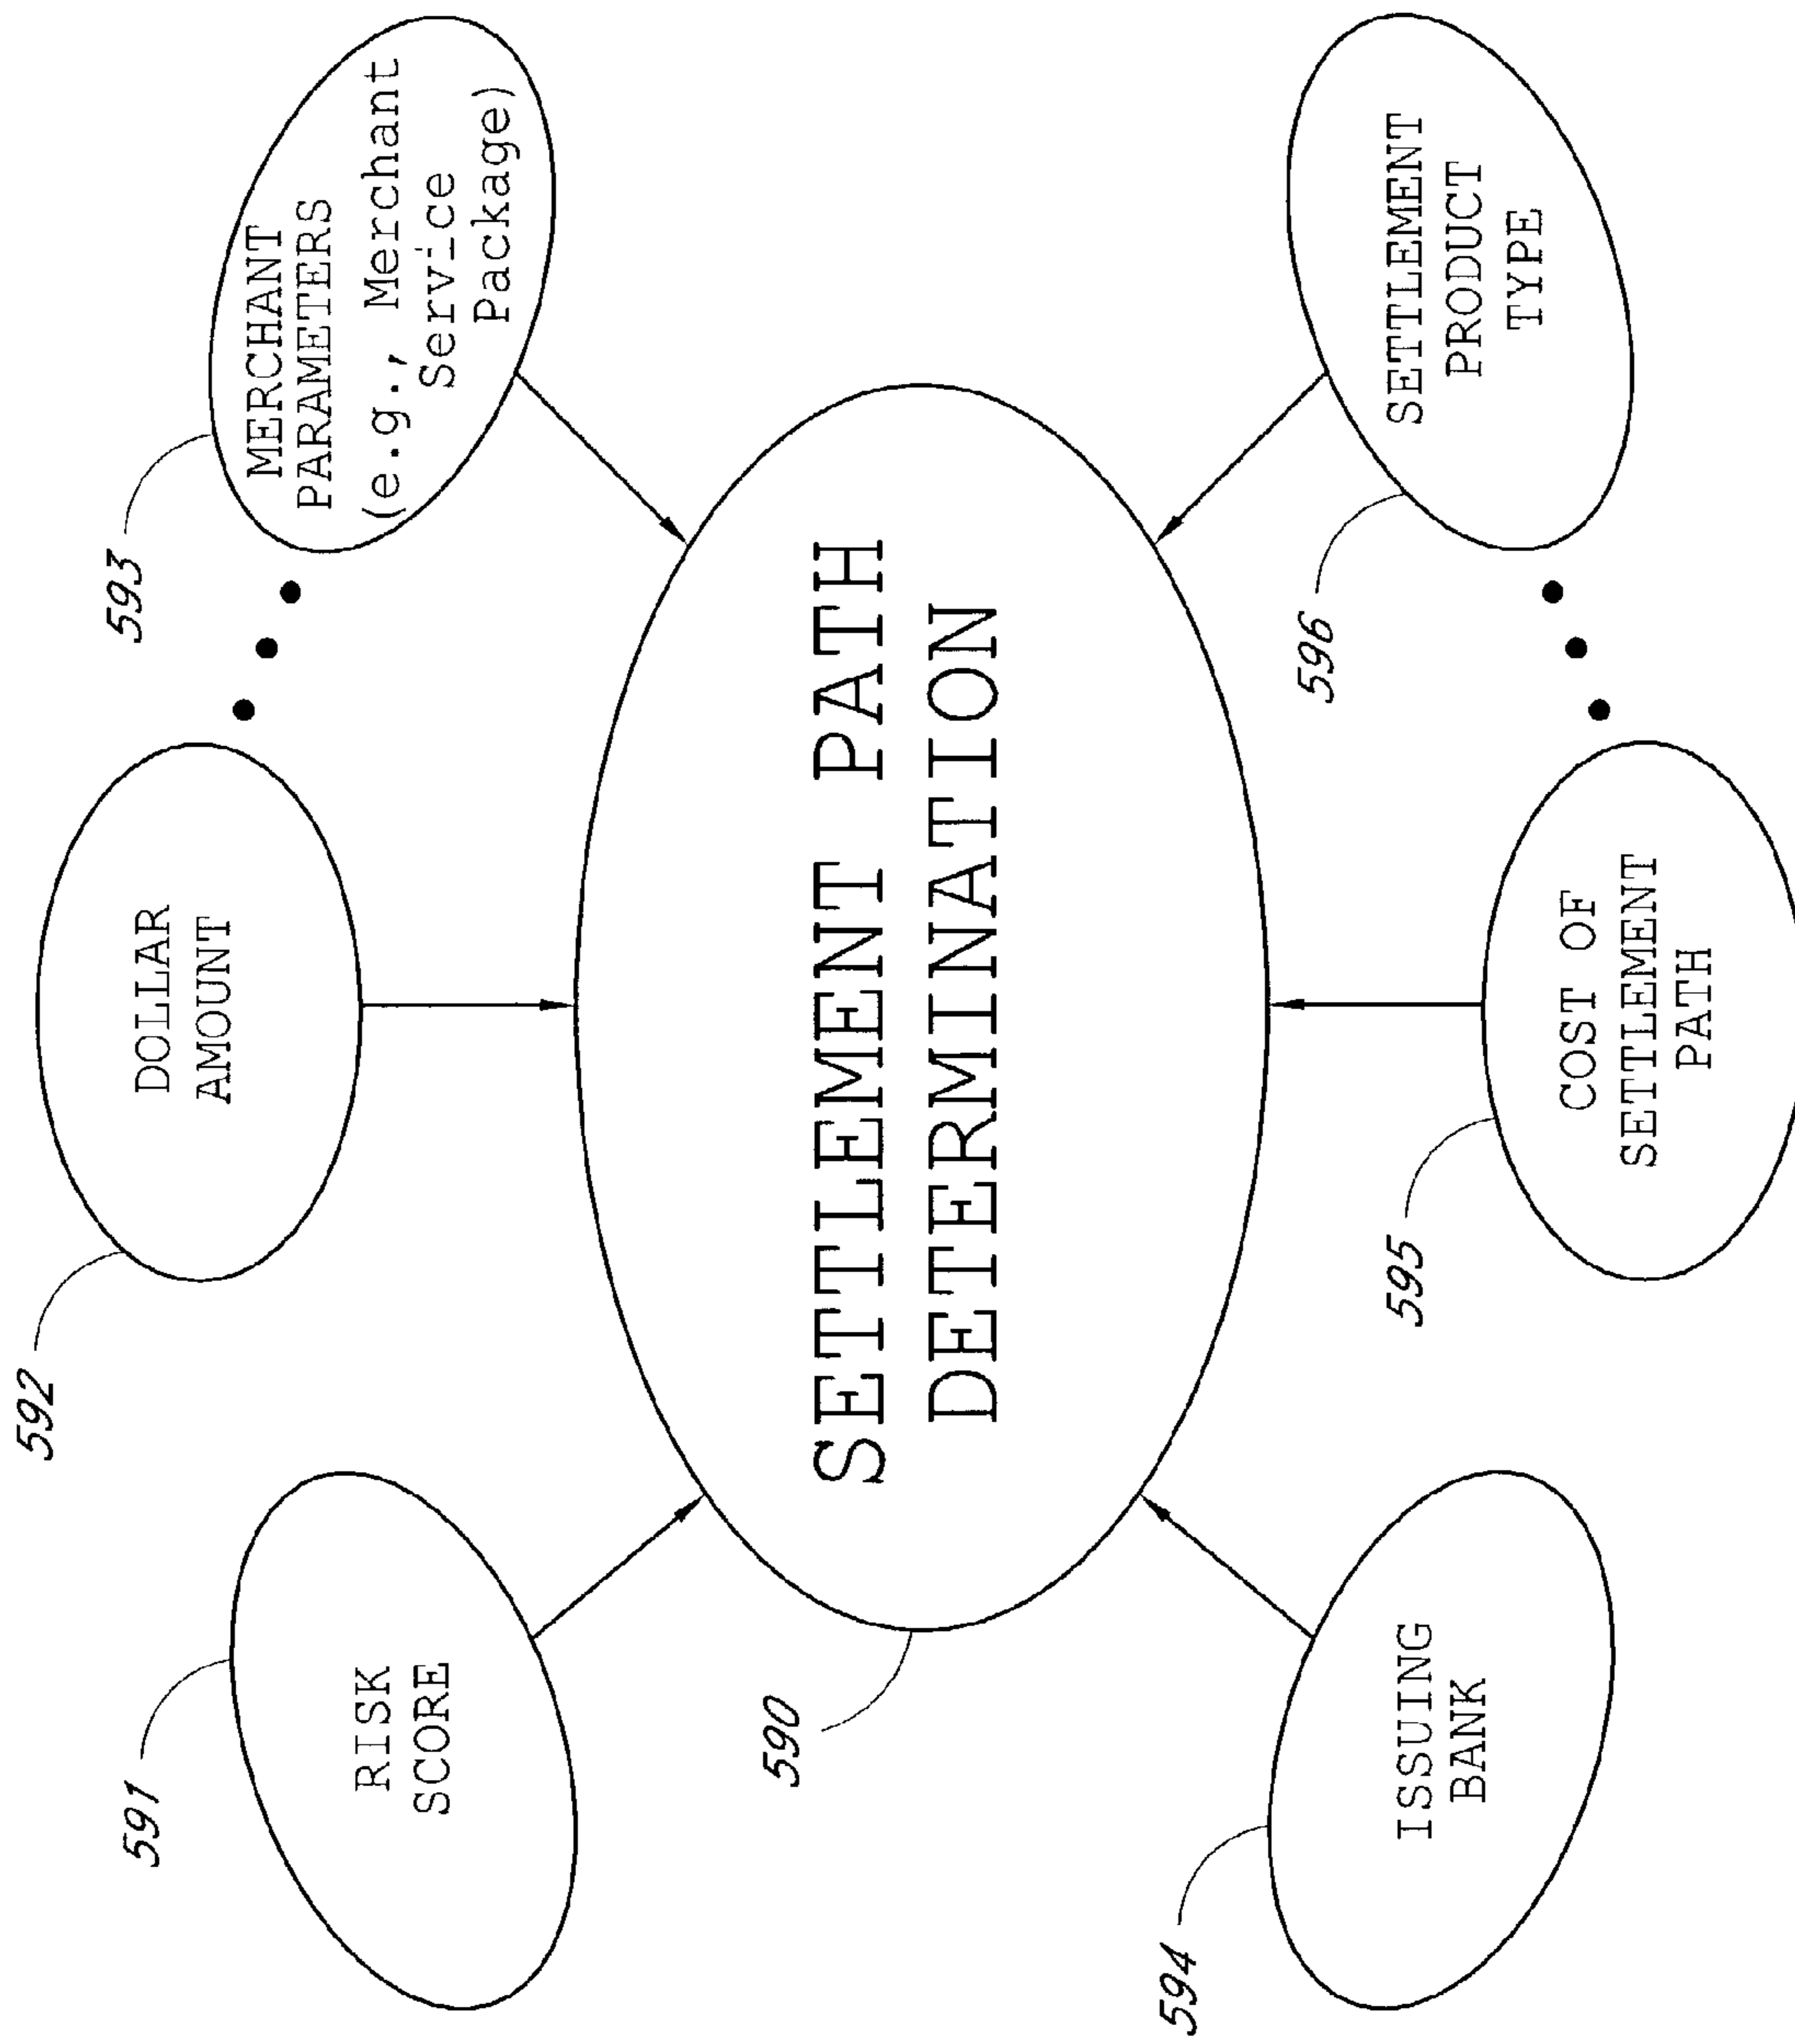 591
RISK
SCORE
592
DOLLAR
AMOUNT
593
MERCHANT
PARAMETERS
(e.g., Merchant
Service
Package)
590
SETTLEMENT PATH
DETERMINATION
594
ISSUING
BANK
595
COST OF
SETTLEMENT
PATH
596
SETTLEMENT
PRODUCT
TYPE